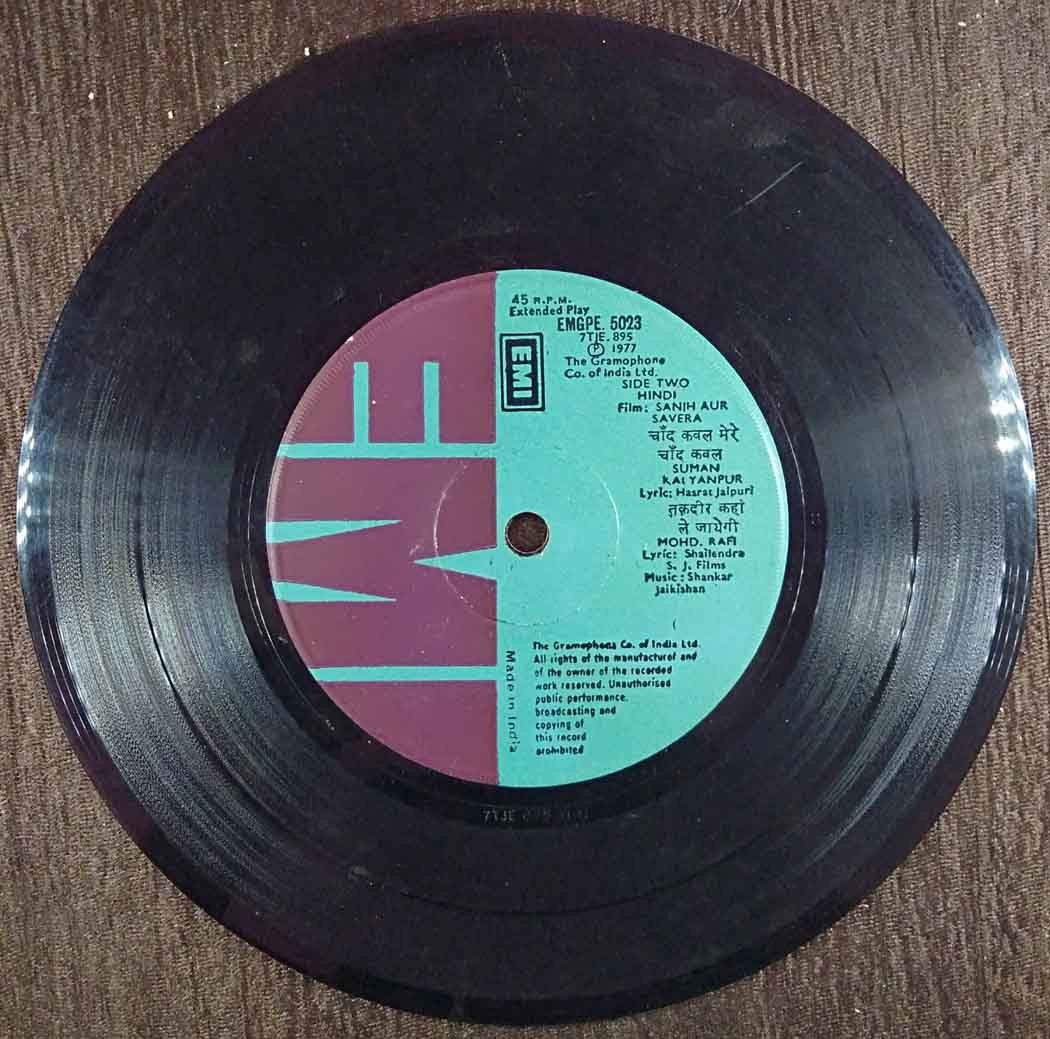 EMI
45 R.P.M.
Extended Play
EMGPE. 5023
7TJE. 895
Ⓟ 1977
EMI
The Gramophone
Co. of India Ltd.
SIDE TWO
HINDI
Film: SANJH AUR
SAVERA
चाँद कवल मेरे
चाँद कवल
SUMAN
KALYANPUR
Lyric: Hasrat Jaipuri
तक़दीर कहां
ले जायेगी
MOHD. RAFI
Lyric: Shailendra
S. J. Films
Music: Shankar
Jaikishan
The Gramophone Co. of India Ltd.
All rights of the manufacturer and
of the owner of the recorded
work reserved. Unauthorised
public performance.
broadcasting and
copying of
this record
prohibited
Made in India
7TJE